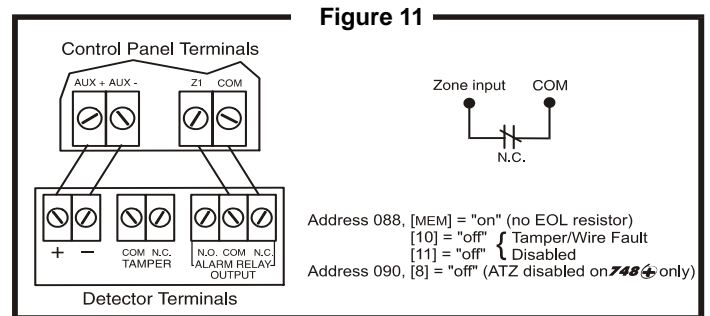 Figure 11
Control Panel Terminals
AUX + AUX - Z1 COM
+ - COM N.C. N.O. COM N.C.
TAMPER ALARM RELAY
OUTPUT
Detector Terminals
Zone input COM
N.C.
Address 088, [MEM] = "on" (no EOL resistor)
[10] = "off" { Tamper/Wire Fault
[11] = "off" Disabled
Address 090, [8] = "off" (ATZ disabled on 748+ only)